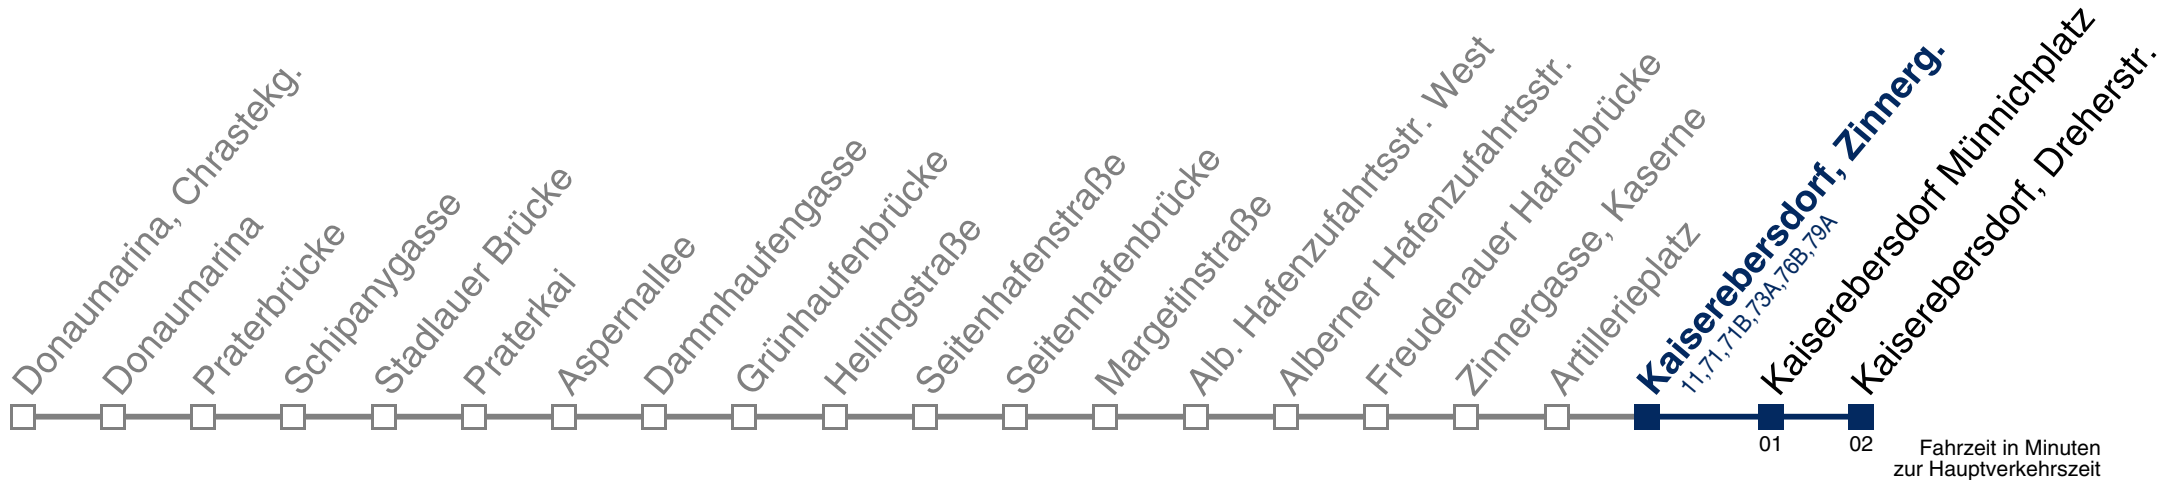 Donaumarina, Chrastekg.
Donaumarina
Praterbrücke
Schipanygasse
Stadlauer Brücke
Praterkai
Aspernallee
Dammhaufengasse
Grünhaufenbrücke
Hellingstraße
Seitenhafenstraße
Seitenhafenbrücke
Margetinstraße
Alb. Hafenzufahrtsstr. West
Alberner Hafenzufahrtsstr.
Freudenauer Hafenbrücke
Zinnergasse, Kaserne
Artillerieplatz
Kaiserebersdorf, Zinnerg.
11,71,71B,73A,76B,79A
Kaiserebersdorf Münnichplatz
Kaiserebersdorf, Dreherstr.
01
02
Fahrzeit in Minuten
zur Hauptverkehrszeit